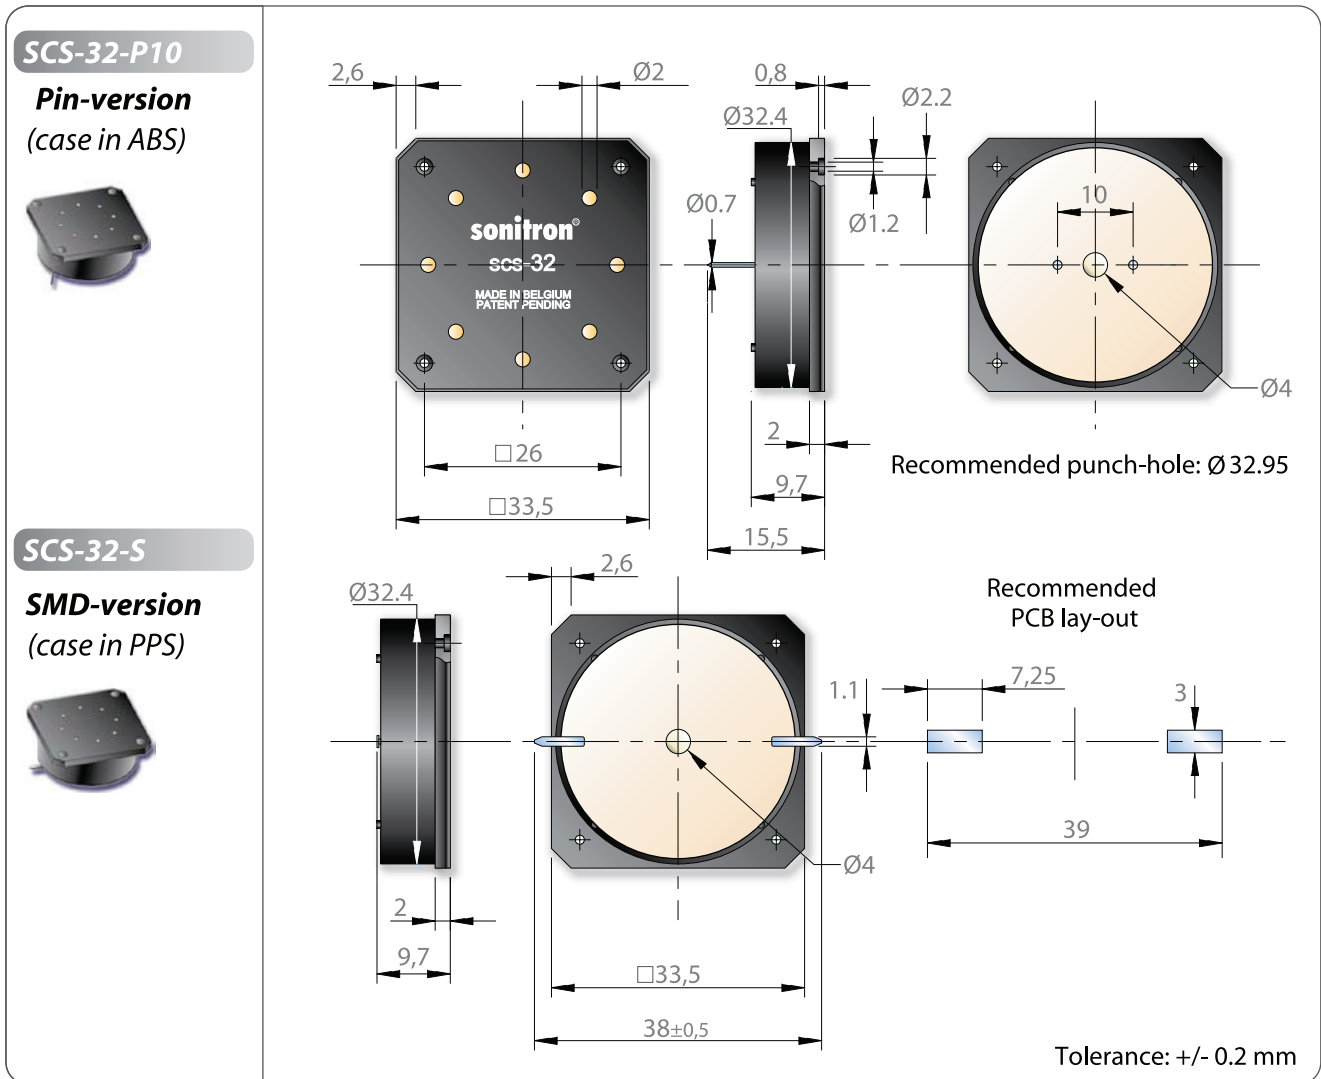 SCS-32-P10
Pin-version
(case in ABS)
2,6
Ø2
0,8
Ø2.2
Ø32.4
Ø0.7
Ø1.2
10
sonitron®
scs-32
MADE IN BELGIUM
PATENT PENDING
Ø4
□26
2
Recommended punch-hole: Ø 32.95
□33,5
9,7
15,5
SCS-32-S
SMD-version
(case in PPS)
Ø32.4
2,6
Recommended
PCB lay-out
1.1
7,25
3
39
Ø4
2
9,7
□33,5
38±0,5
Tolerance: +/- 0.2 mm